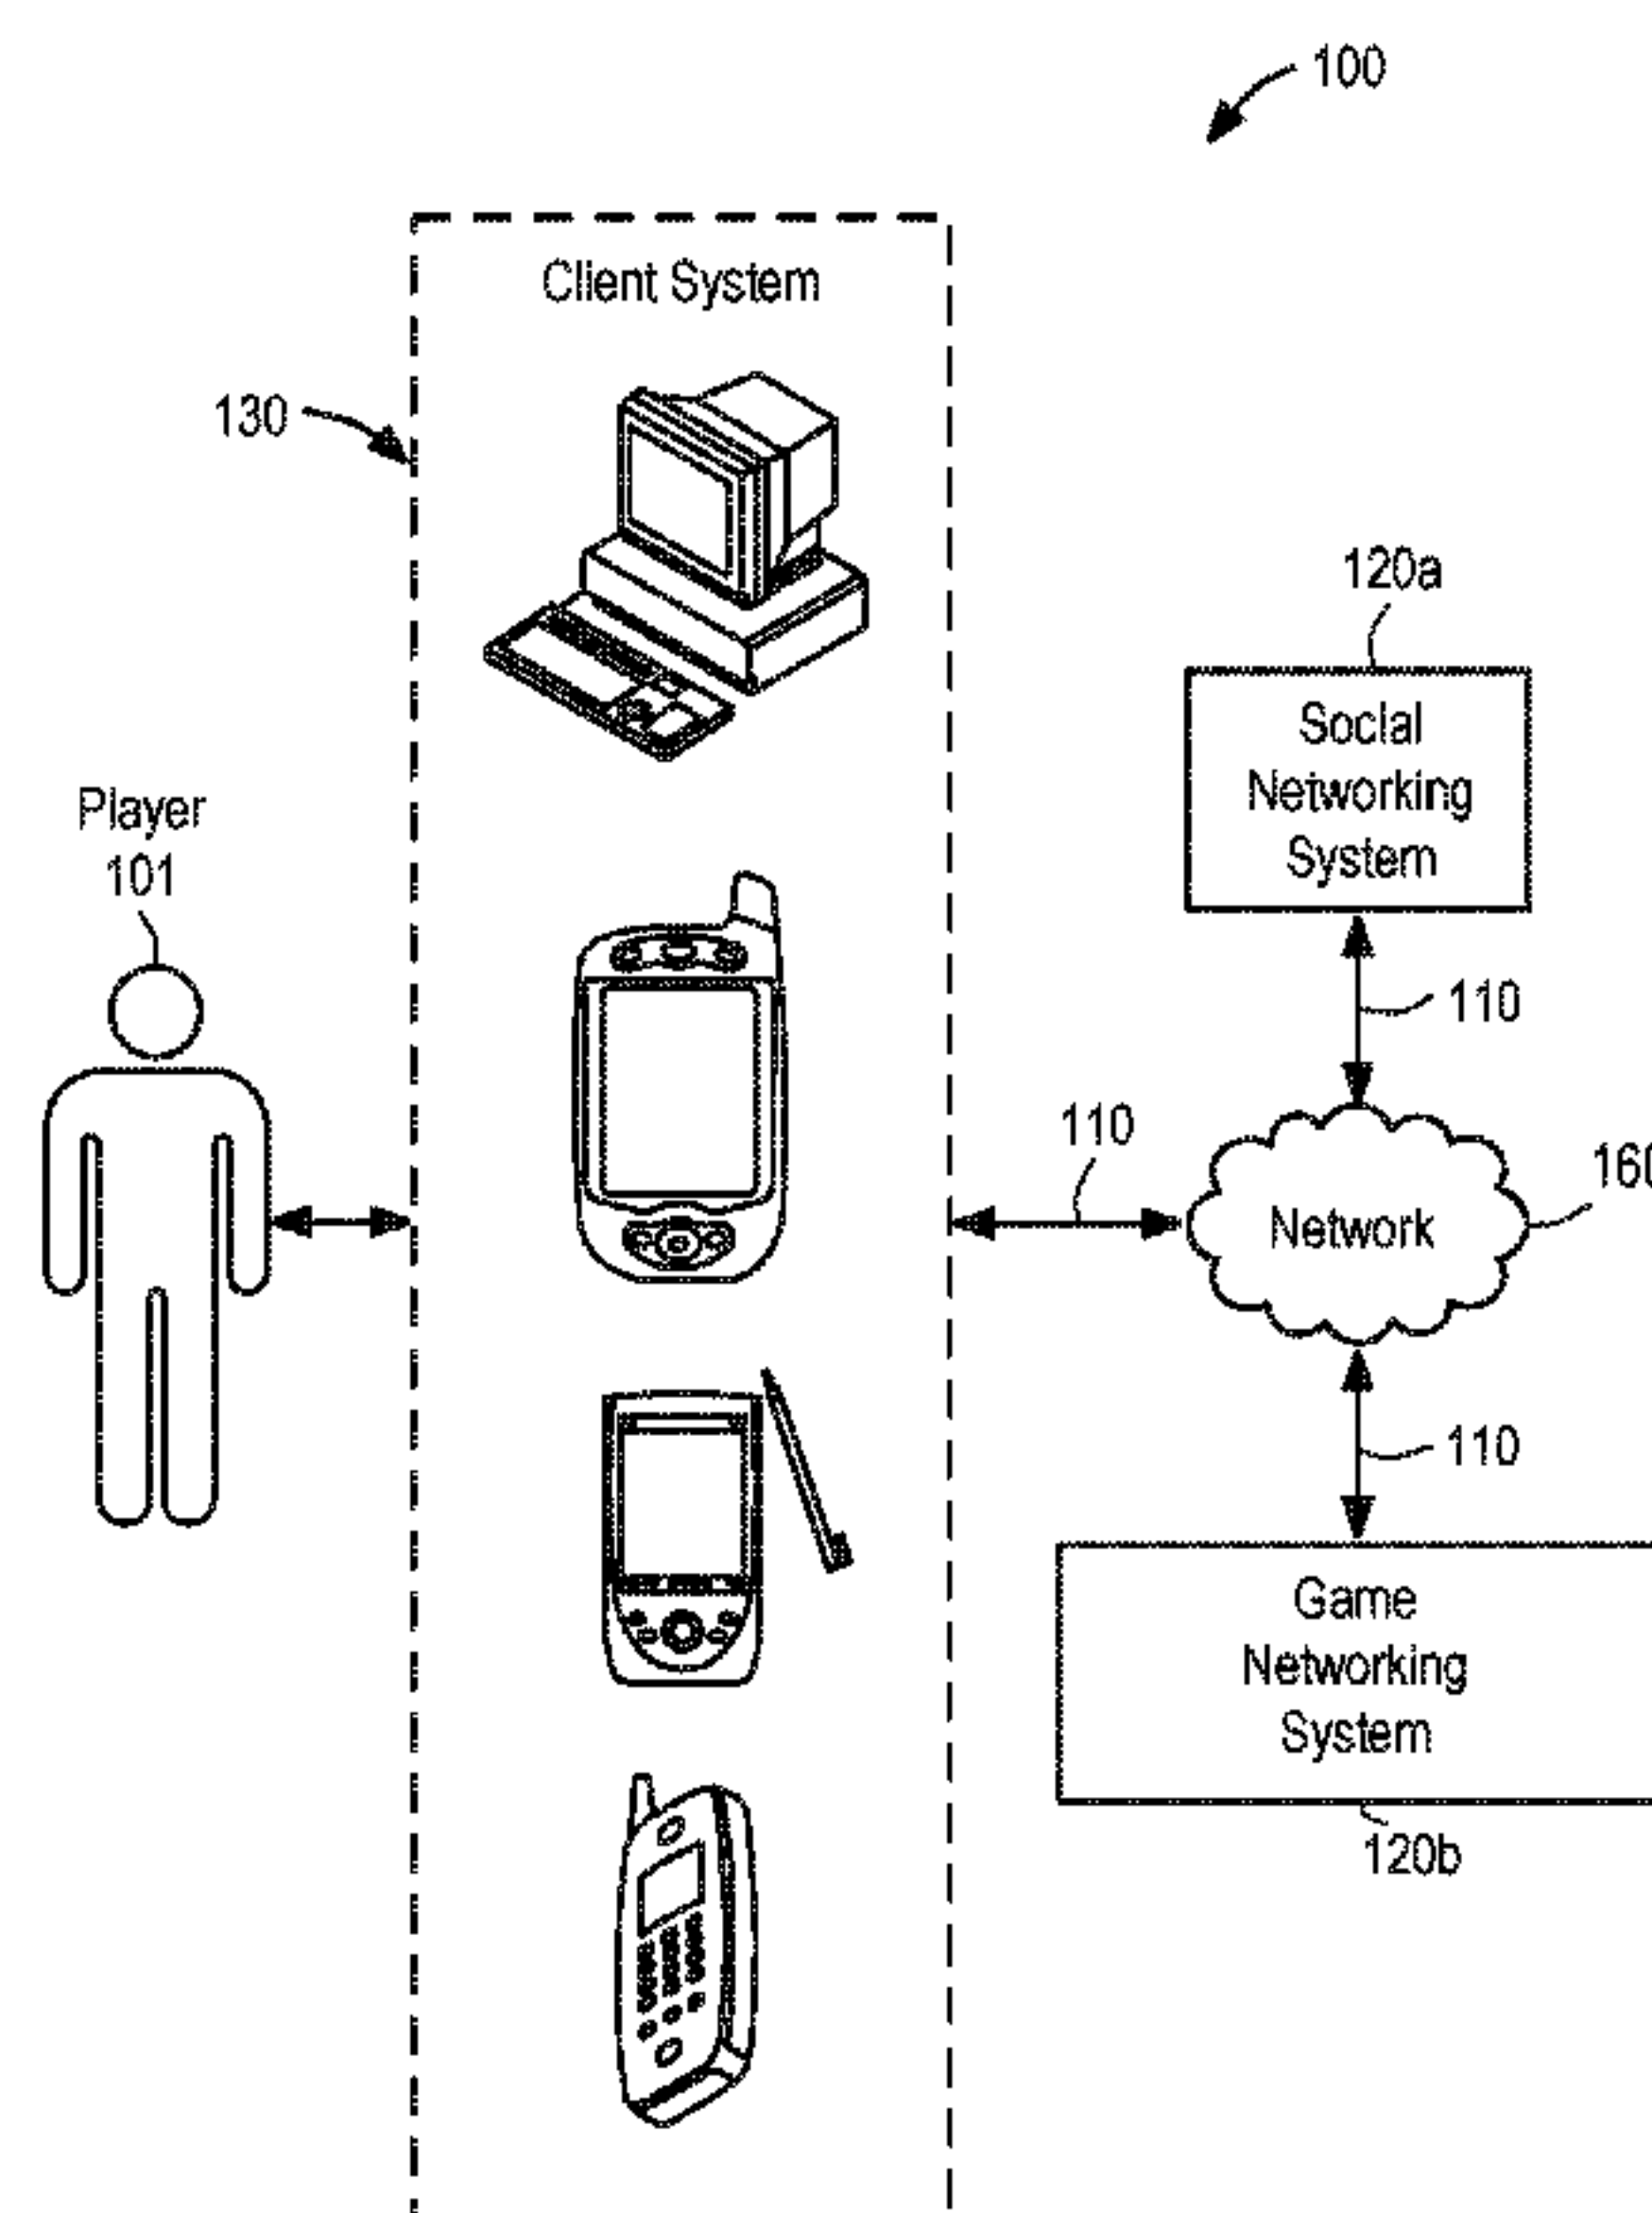 100
Client System
130
120a
Social
Networking
System
Player
101
110
110
160
Network
110
Game
Networking
System
120b